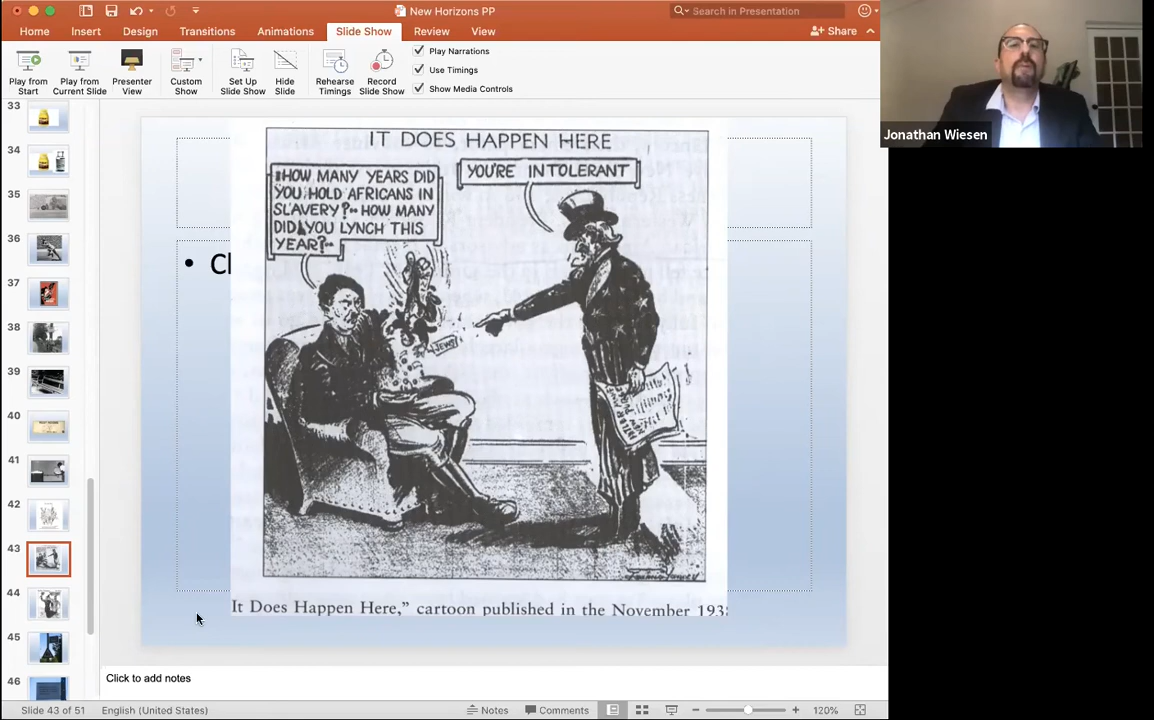 New Horizons PP
Search in Presentation
Home
Insert
Design
Transitions
Animations
Slide Show
Review
View
Share
Play from
Start
Play from
Current Slide
Presenter
View
Custom
Show
Set Up
Slide Show
Hide
Slide
Rehearse
Timings
Record
Slide Show
Play Narrations
Use Timings
Show Media Controls
33
34
35
36
37
38
39
40
41
42
43
44
45
46
IT DOES HAPPEN HERE
HOW MANY YEARS DID
YOU HOLD AFRICANS IN
SLAVERY? HOW MANY
DID YOU LYNCH THIS
YEAR?
YOU'RE INTOLERANT
JEWS
• Cl
It Does Happen Here,” cartoon published in the November 193
Click to add notes
Slide 43 of 51
English (United States)
Notes
Comments
120%
Jonathan Wiesen